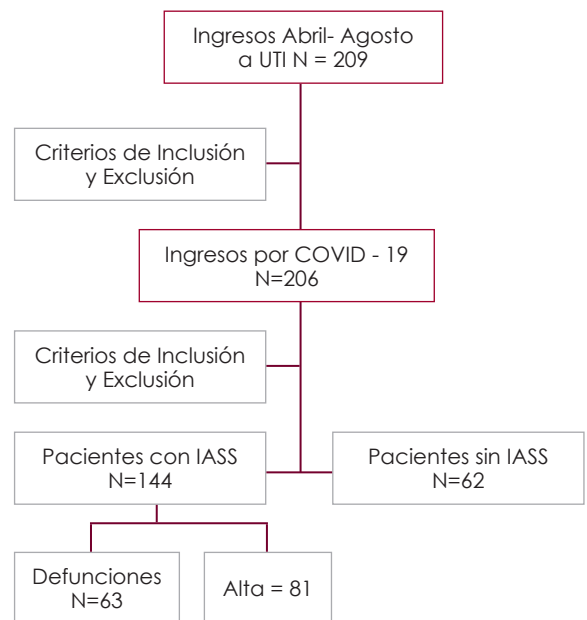 Ingresos Abril- Agosto
a UTI N = 209
Criterios de Inclusión
y Exclusión
Ingresos por COVID - 19
N=206
Criterios de Inclusión
y Exclusión
Pacientes con IASS
N=144
Pacientes sin IASS
N=62
Defunciones
N=63
Alta = 81